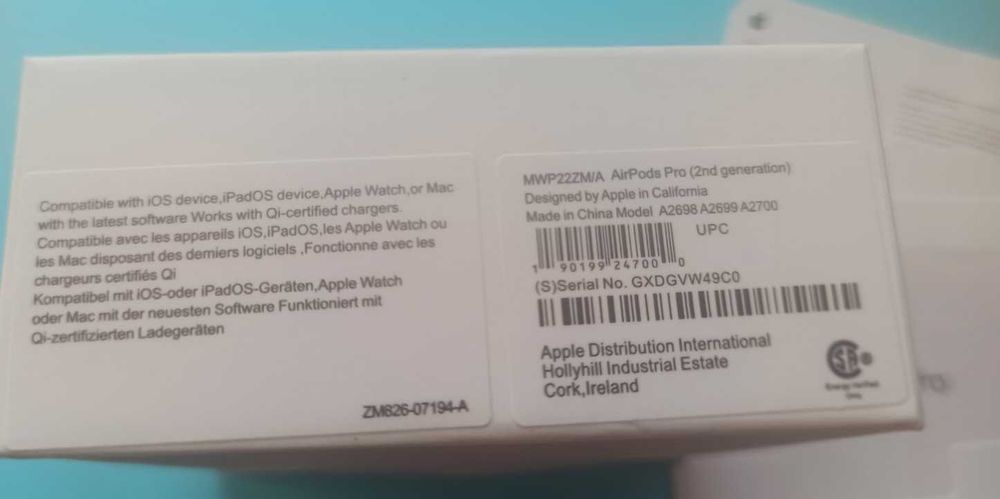 Compatible with iOS device,iPadOS device,Apple Watch,or Mac
with the latest software Works with Qi-certified chargers.
Compatible avec les appareils iOS,iPadOS,les Apple Watch ou
les Mac disposant des demiers logiciels ,Fonctionne avec les
chargeurs certifiés Qi
Kompatibel mit iOS-oder iPadOS-Geräten,Apple Watch
oder Mac mit der neuesten Software Funktioniert mit
Qi-zertifizierten Ladegeräten
ZM626-07194-A
MWP22ZM/A AirPods Pro (2nd generation)
Designed by Apple in California
Made in China Model A2698 A2699 A2700
UPC
1 90199 24700 0
(S)Serial No. GXDGVW49C0
Apple Distribution International
Hollyhill Industrial Estate
Cork,Ireland
Energy Verified